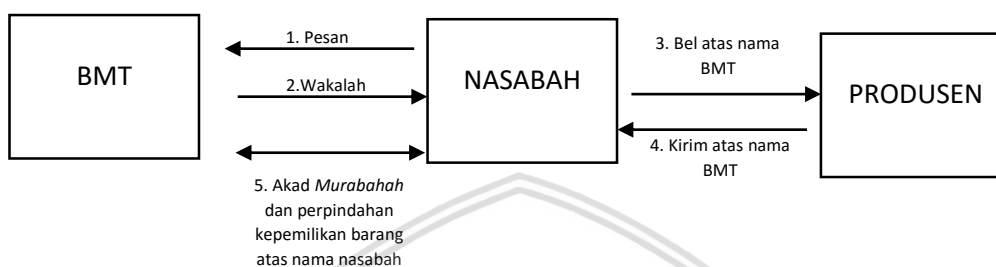 BMT
1. Pesan
2.Wakalah
5. Akad Murabahah
dan perpindahan
kepemilikan barang
atas nama nasabah
NASABAH
3. Bel atas nama
BMT
4. Kirim atas nama
BMT
PRODUSEN